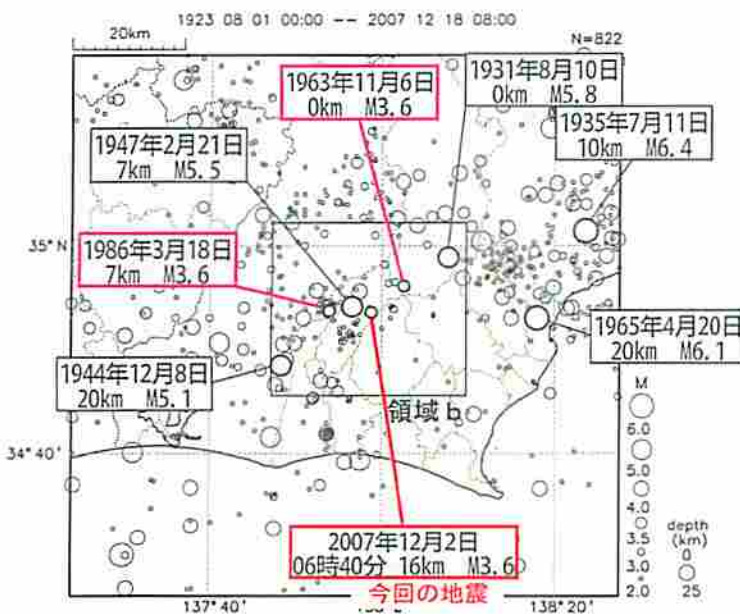 1923 08 01 00:00 -- 2007 12 18 08:00
20km
N=822
1963年11月6日
0km M3.6
1931年8月10日
0km M5.8
1935年7月11日
10km M6.4
1947年2月21日
7km M5.5
35°N
1986年3月18日
7km M3.6
1965年4月20日
20km M6.1
1944年12月8日
20km M5.1
領域b
34°40'
M
6.0
5.0
4.0
3.0
2.0
depth
(km)
0
25
2007年12月2日
06時40分 16km M3.6
今回の地震
137°40'
138°20'